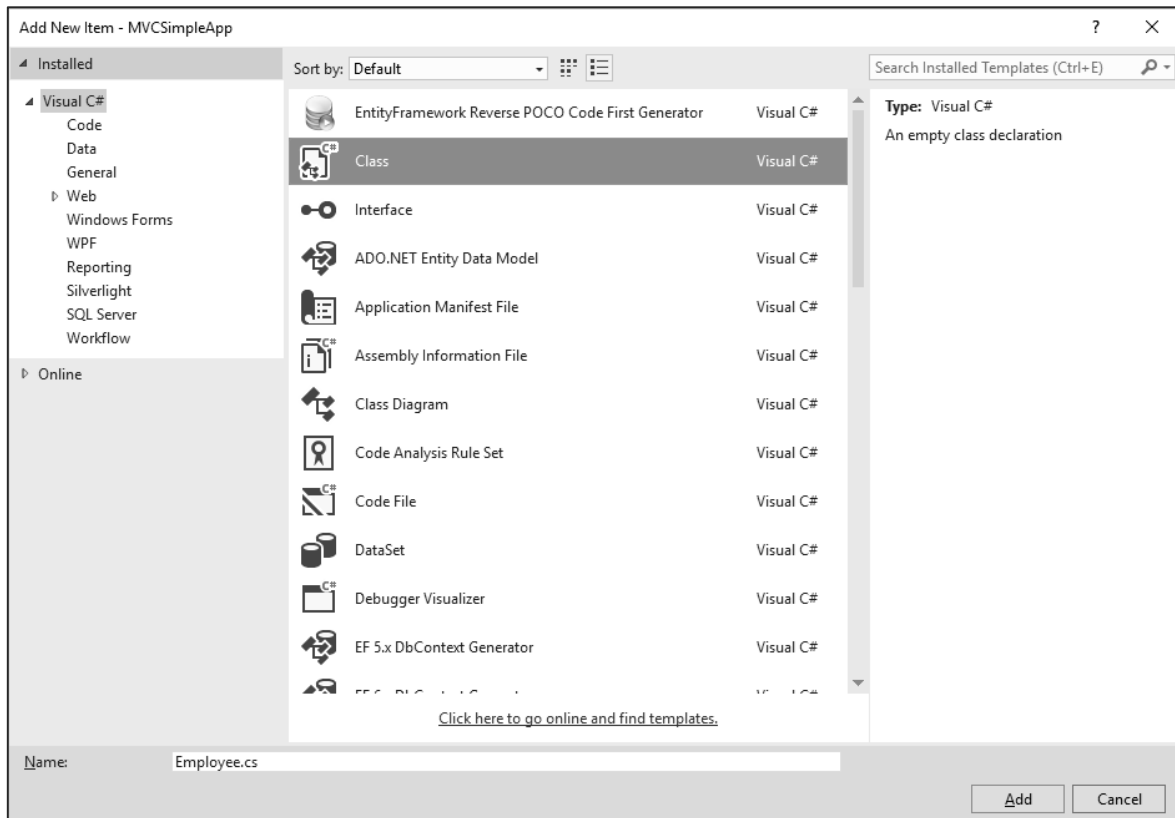 Add New Item - MVCSimpleApp
? 
Installed
Sort by: Default
Search Installed Templates (Ctrl+E)
Visual C#
Code
Data
General
Web
Windows Forms
WPF
Reporting
Silverlight
SQL Server
Workflow
Online
EntityFramework Reverse POCO Code First Generator Visual C#
C# Class Visual C#
Interface Visual C#
ADO.NET Entity Data Model Visual C#
Application Manifest File Visual C#
C# Assembly Information File Visual C#
Class Diagram Visual C#
Code Analysis Rule Set Visual C#
C# Code File Visual C#
DataSet Visual C#
C# Debugger Visualizer Visual C#
EF 5.x DbContext Generator Visual C#
Click here to go online and find templates.
Type: Visual C#
An empty class declaration
Name: Employee.cs
Add Cancel